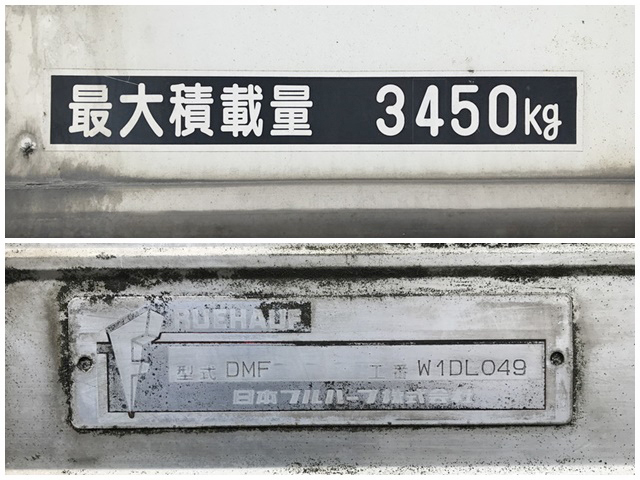 最大積載量 3450kg
FRUEHAUF
型式 DMF 工番 W1DL049
日本フルハーフ株式会社